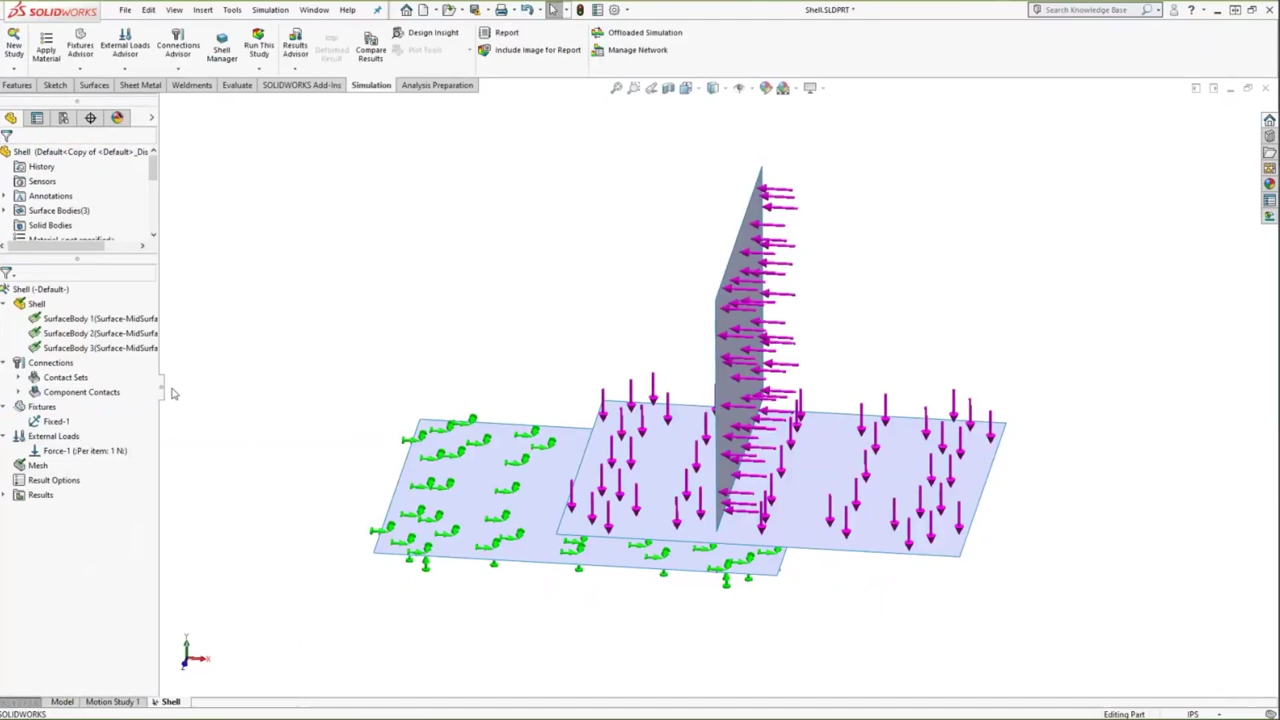 SOLIDWORKS File Edit View Insert Tools Simulation Window Help Shell.SLDPRT * Search Knowledge Base
New Study
Apply Material
Fixtures Advisor
External Loads Advisor
Connections Advisor
Shell Manager
Run This Study
Results Advisor
Deformed Result
Compare Results
Design Insight
Plot Tools
Report
Include Image for Report
Offloaded Simulation
Manage Network
Features Sketch Surfaces Sheet Metal Weldments Evaluate SOLIDWORKS Add-Ins Simulation Analysis Preparation
Shell (Default<Copy of <Default>_Dis
History
Sensors
Annotations
Surface Bodies(3)
Solid Bodies
Material <not specified>
Shell (-Default-)
Shell
SurfaceBody 1(Surface-MidSurfa
SurfaceBody 2(Surface-MidSurfa
SurfaceBody 3(Surface-MidSurfa
Connections
Contact Sets
Component Contacts
Fixtures
Fixed-1
External Loads
Force-1 (:Per item: 1 N:)
Mesh
Result Options
Results
Y
X
Z
Model Motion Study 1 Shell
SOLIDWORKS Editing Part IPS